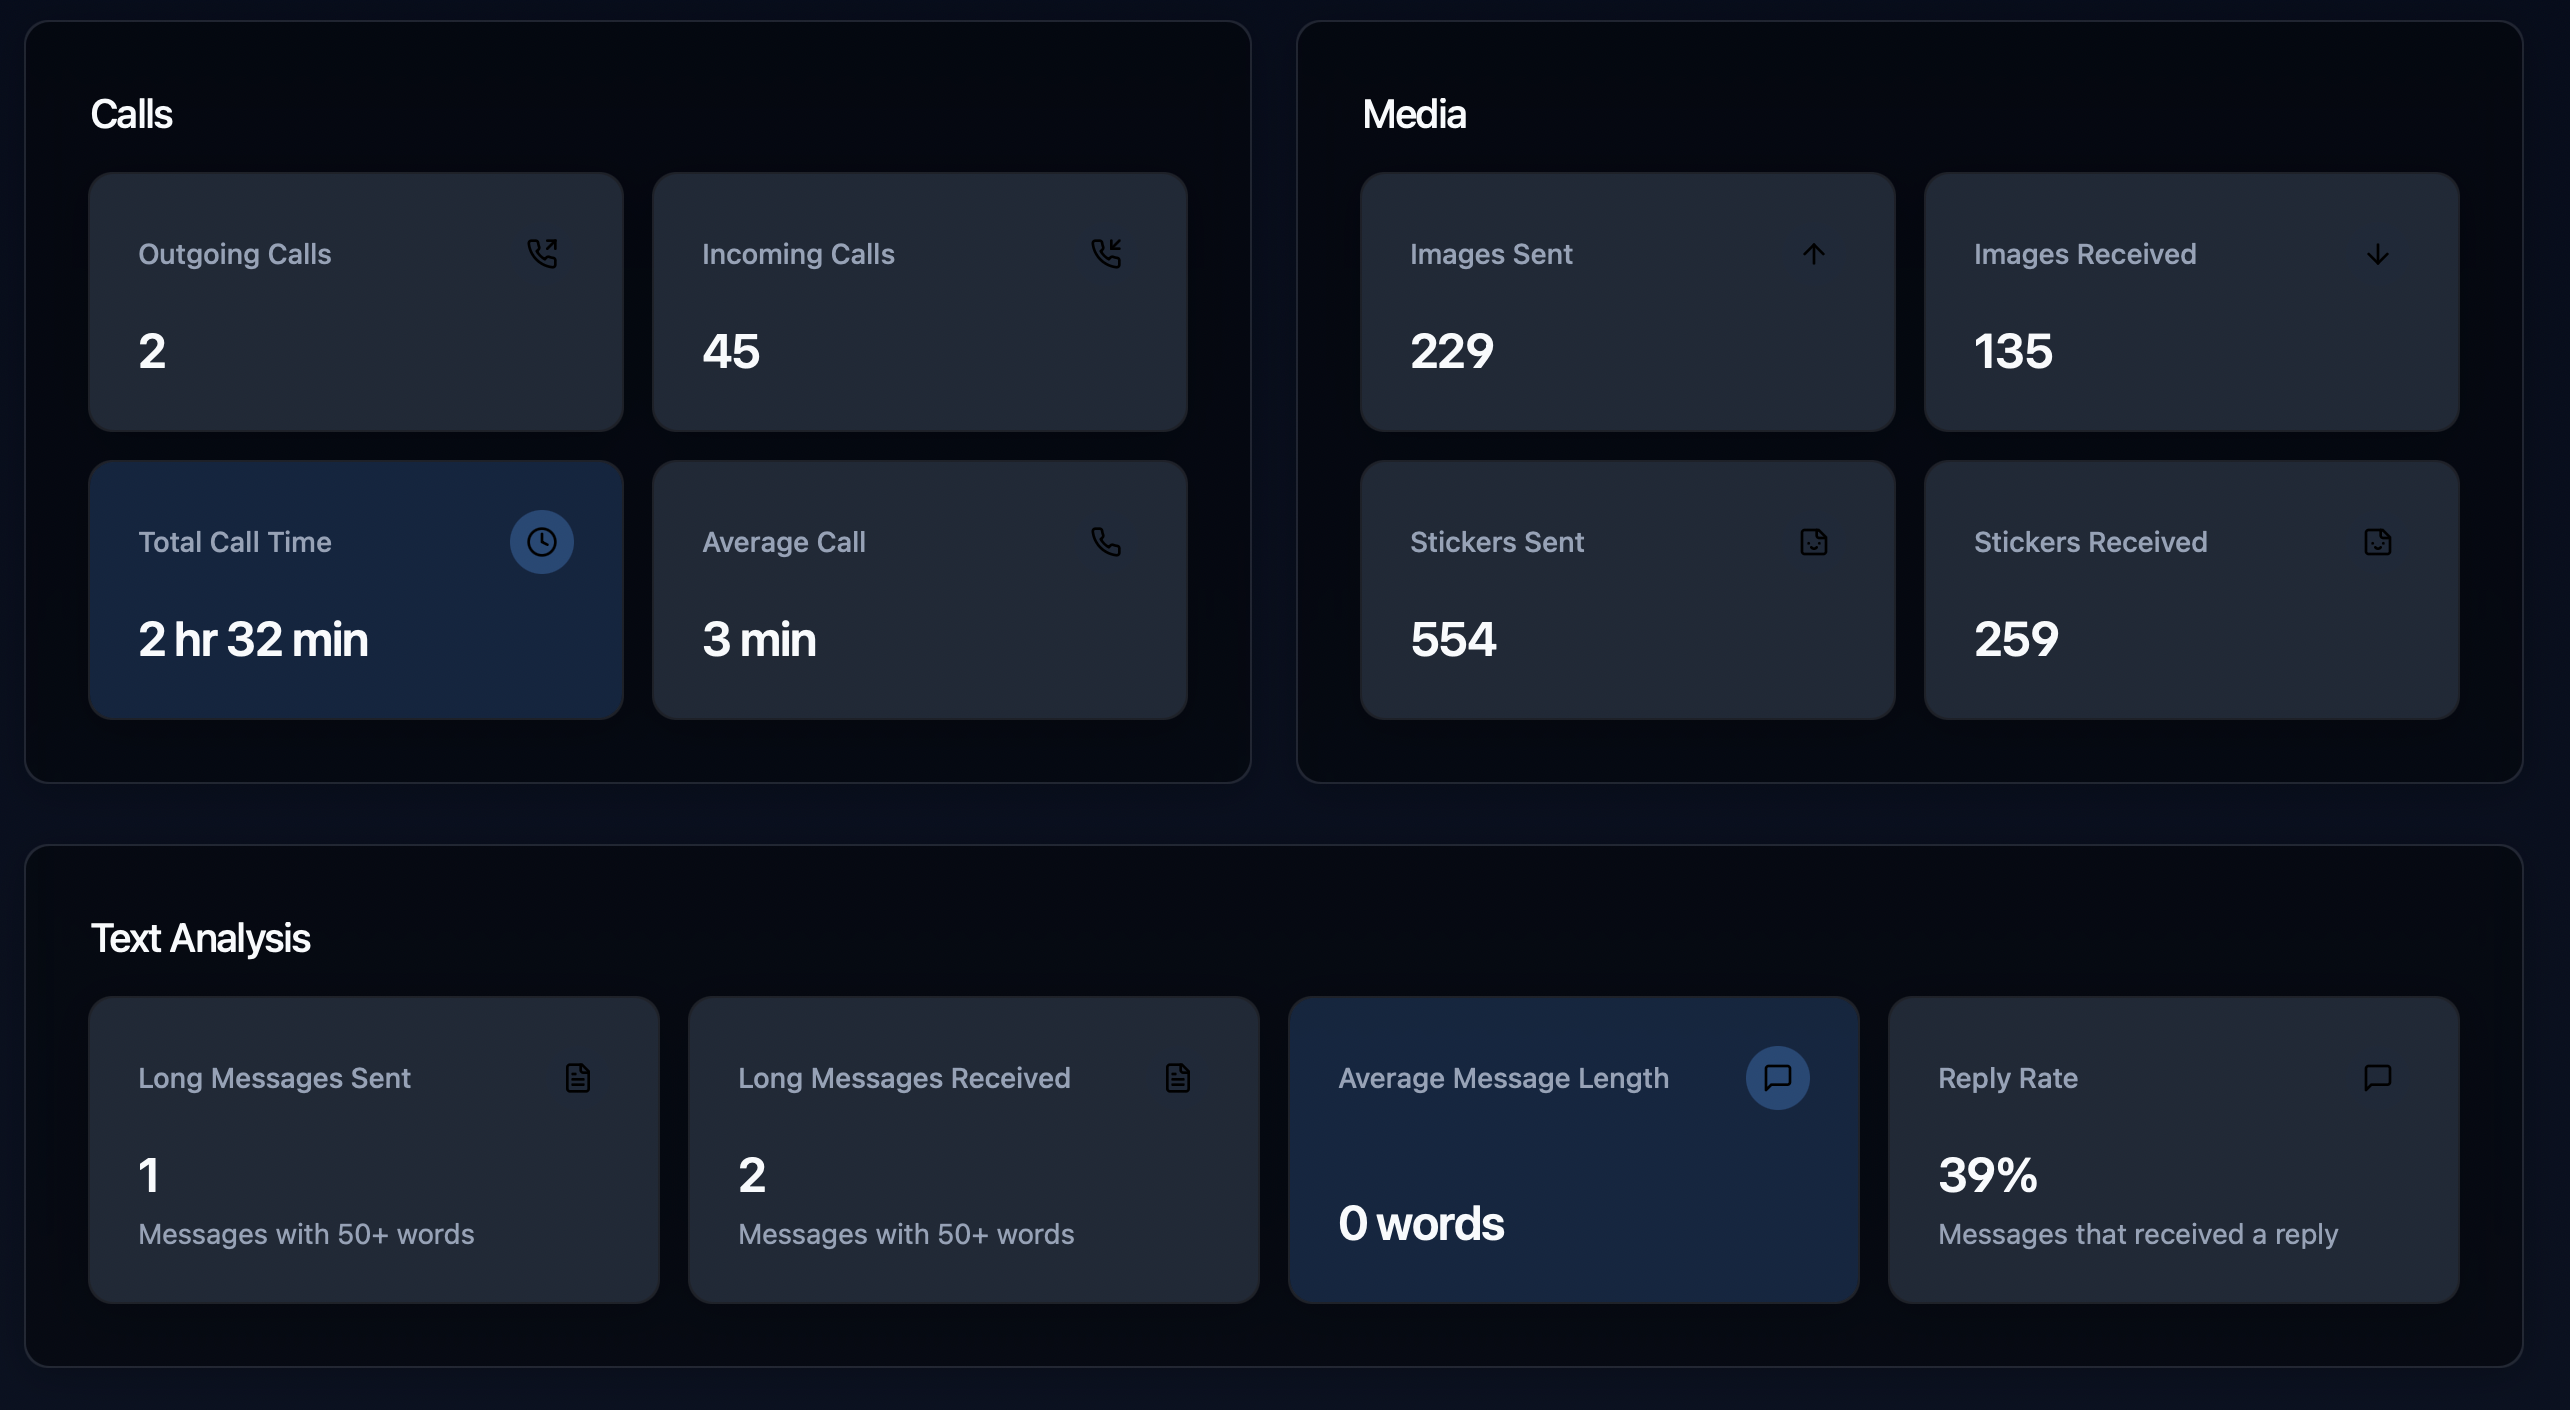 Calls
Outgoing Calls
2
Incoming Calls
45
Total Call Time
2 hr 32 min
Average Call
3 min
Media
Images Sent
229
Images Received
135
Stickers Sent
554
Stickers Received
259
Text Analysis
Long Messages Sent
1
Messages with 50+ words
Long Messages Received
2
Messages with 50+ words
Average Message Length
0 words
Reply Rate
39%
Messages that received a reply